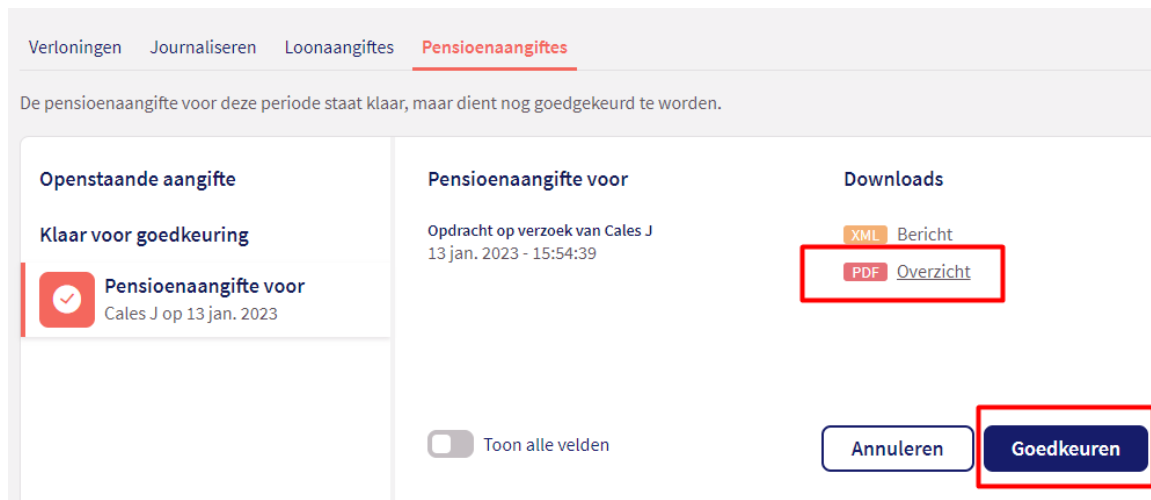 Verloningen Journaliseren Loonaangiftes Pensioenaangiftes
De pensioenaangifte voor deze periode staat klaar, maar dient nog goedgekeurd te worden.
Openstaande aangifte
Klaar voor goedkeuring
Pensioenaangifte voor
Cales J op 13 jan. 2023
Pensioenaangifte voor
Opdracht op verzoek van Cales J
13 jan. 2023 - 15:54:39
Toon alle velden
Downloads
XML Bericht
PDF Overzicht
Annuleren Goedkeuren